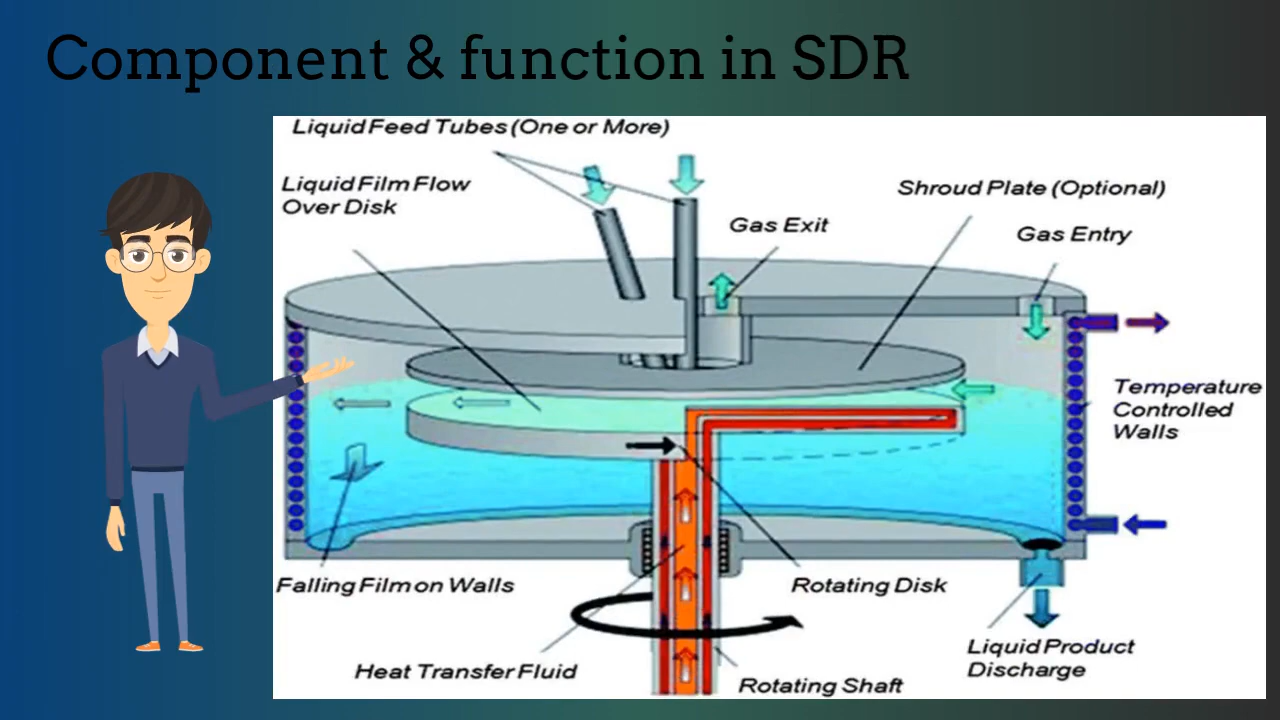 Component & function in SDR
Liquid Feed Tubes (One or More)
Liquid Film Flow
Over Disk
Shroud Plate (Optional)
Gas Exit
Gas Entry
Temperature
Controlled
Walls
Falling Film on Walls
Rotating Disk
Liquid Product
Discharge
Heat Transfer Fluid
Rotating Shaft